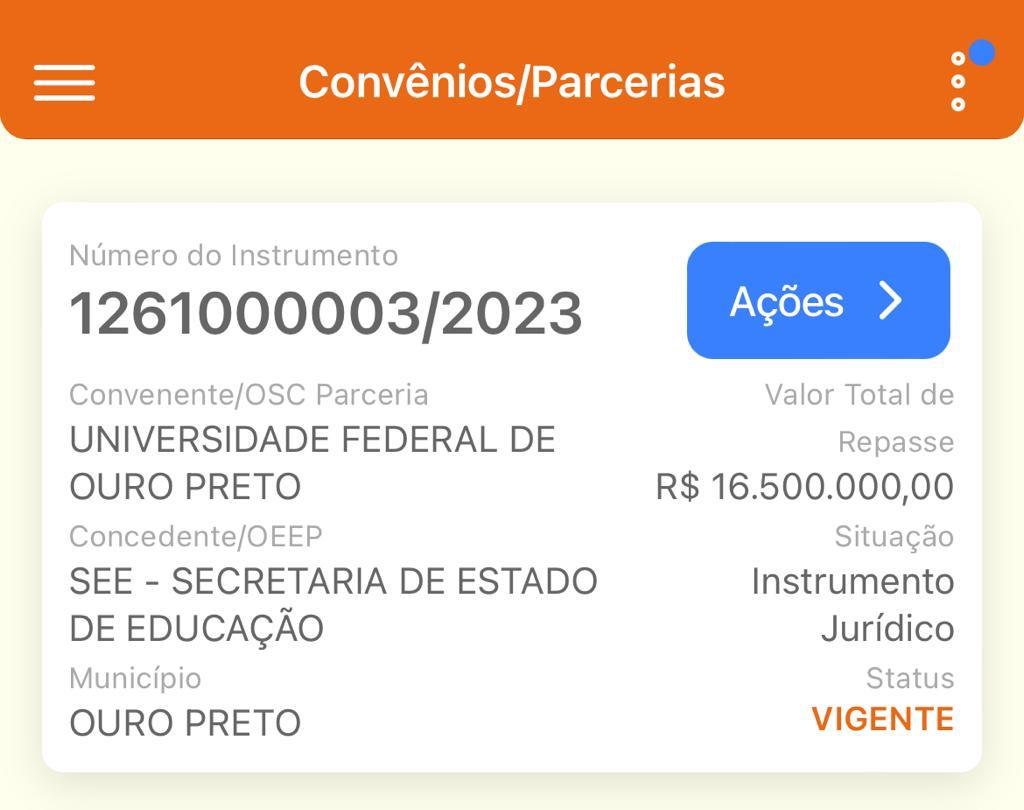 Convênios/Parcerias
Número do Instrumento
1261000003/2023
Ações
Convenente/OSC Parceria
UNIVERSIDADE FEDERAL DE
OURO PRETO
Valor Total de
Repasse
R$ 16.500.000,00
Concedente/OEEP
SEE - SECRETARIA DE ESTADO
DE EDUCAÇÃO
Situação
Instrumento
Jurídico
Município
OURO PRETO
Status
VIGENTE